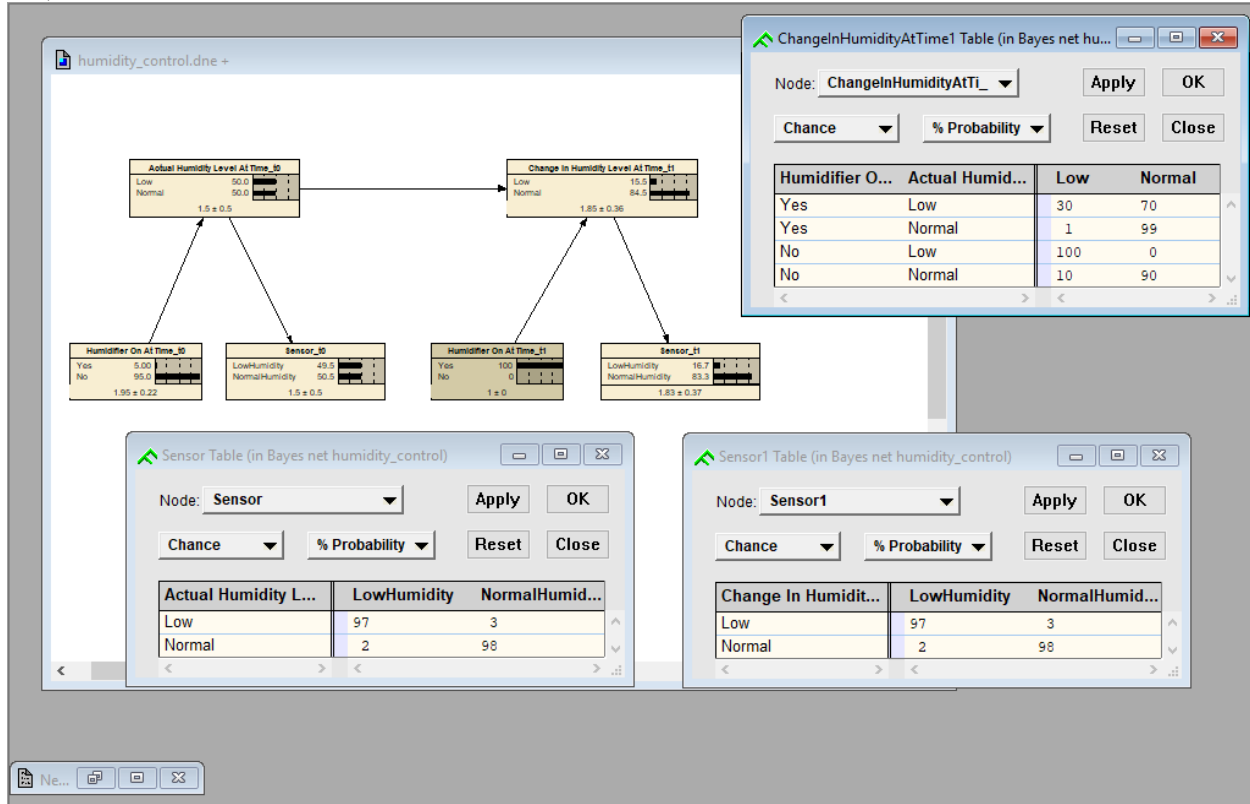 humidity_control.dne +
ChangeInHumidityAtTime1 Table (in Bayes net hu...
Node: ChangeInHumidityAtTi_ Apply OK
Chance % Probability Reset Close
Humidifier O... Actual Humid... Low Normal
Yes Low 30 70
Yes Normal 1 99
No Low 100 0
No Normal 10 90
Actual Humidity Level At Time_t0
Low 50.0
Normal 50.0
1.5 ± 0.5
Change In Humidity Level At Time_t1
Low 15.5
Normal 84.5
1.85 ± 0.36
Humidifier On At Time_t0
Yes 5.00
No 95.0
1.95 ± 0.22
Sensor_t0
LowHumidity 49.5
NormalHumidity 50.5
1.5 ± 0.5
Humidifier On At Time_t1
Yes 100
No 0
1 ± 0
Sensor_t1
LowHumidity 16.7
NormalHumidity 83.3
1.83 ± 0.37
Sensor Table (in Bayes net humidity_control)
Node: Sensor Apply OK
Chance % Probability Reset Close
Actual Humidity L... LowHumidity NormalHumid...
Low 97 3
Normal 2 98
Sensor1 Table (in Bayes net humidity_control)
Node: Sensor1 Apply OK
Chance % Probability Reset Close
Change In Humidit... LowHumidity NormalHumid...
Low 97 3
Normal 2 98
Ne...